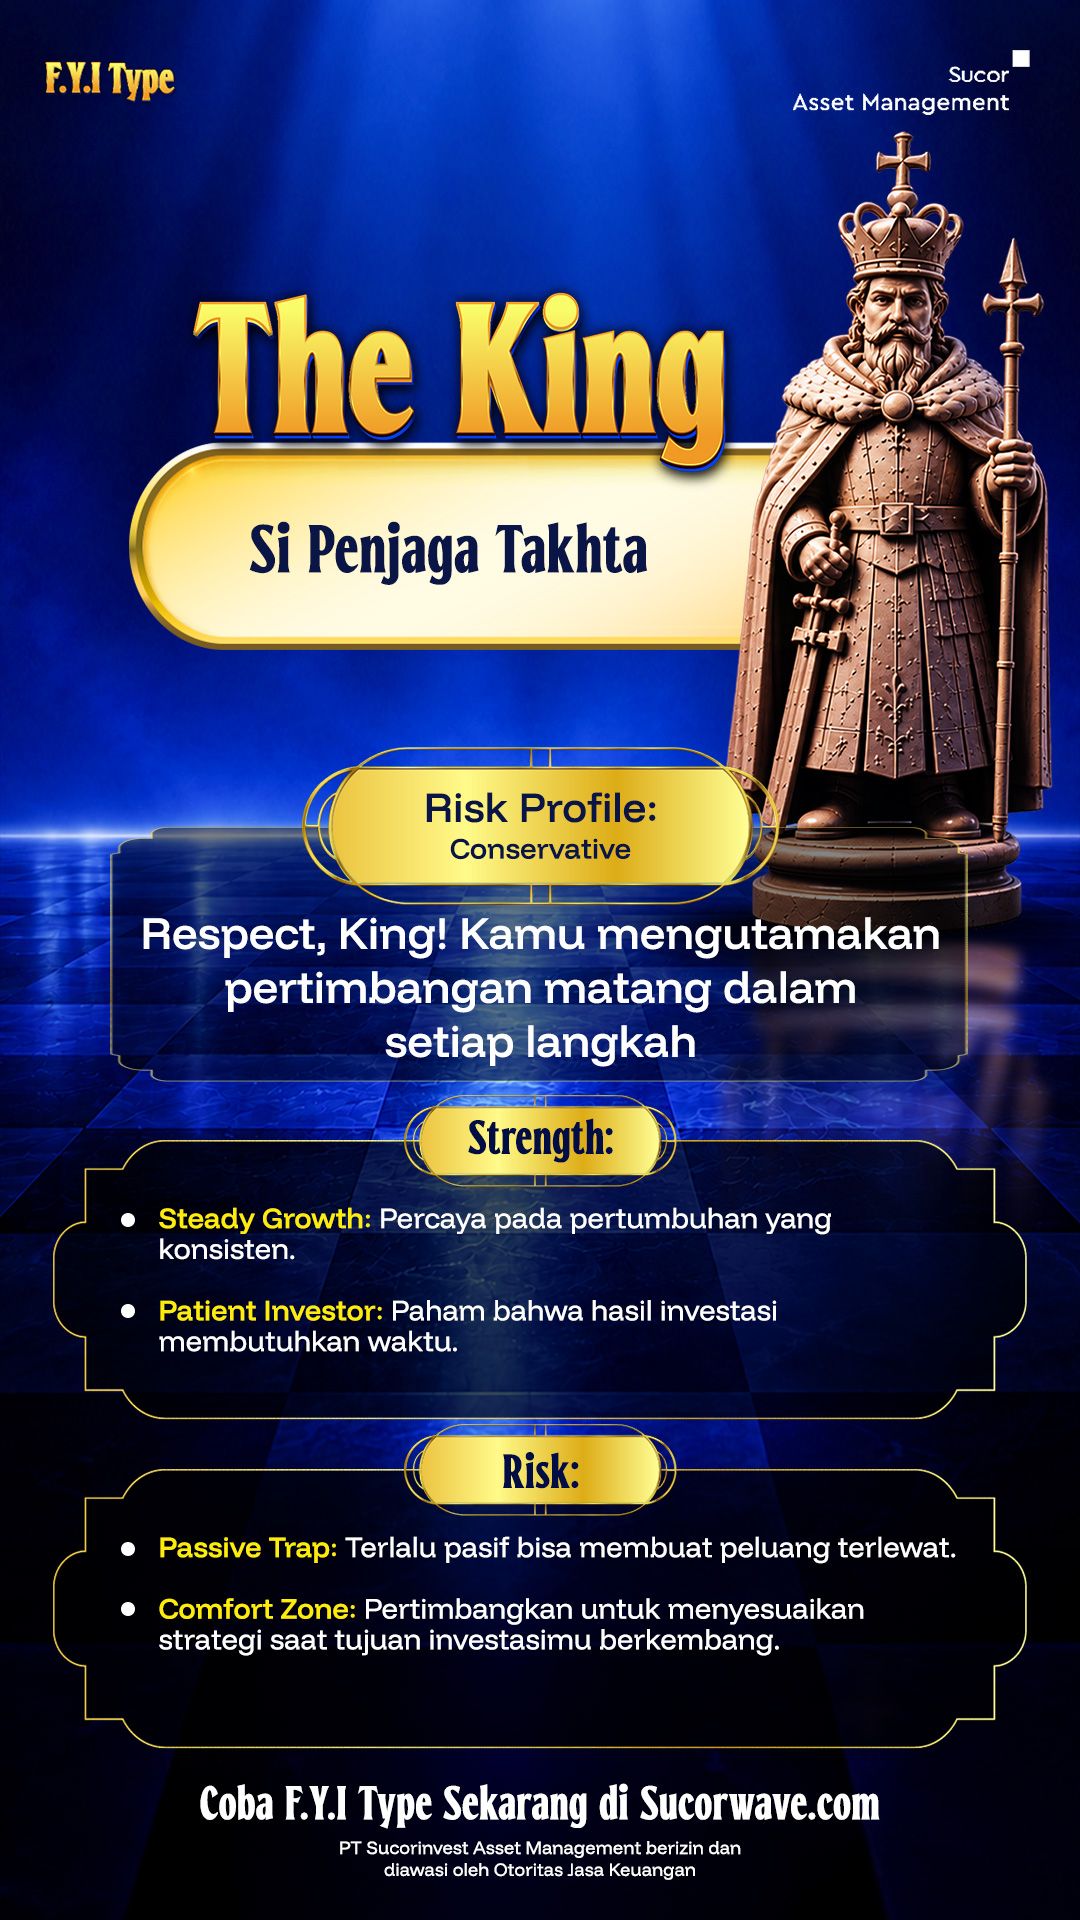 F.Y.I Type
Sucor
Asset Management
The King
Si Penjaga Takhta
Risk Profile:
Conservative
Respect, King! Kamu mengutamakan
pertimbangan matang dalam
setiap langkah
Strength:
Steady Growth: Percaya pada pertumbuhan yang
konsisten.
Patient Investor: Paham bahwa hasil investasi
membutuhkan waktu.
Risk:
Passive Trap: Terlalu pasif bisa membuat peluang terlewat.
Comfort Zone: Pertimbangkan untuk menyesuaikan
strategi saat tujuan investasimu berkembang.
Coba F.Y.I Type Sekarang di Sucorwave.com
PT Sucorinvest Asset Management berizin dan
diawasi oleh Otoritas Jasa Keuangan